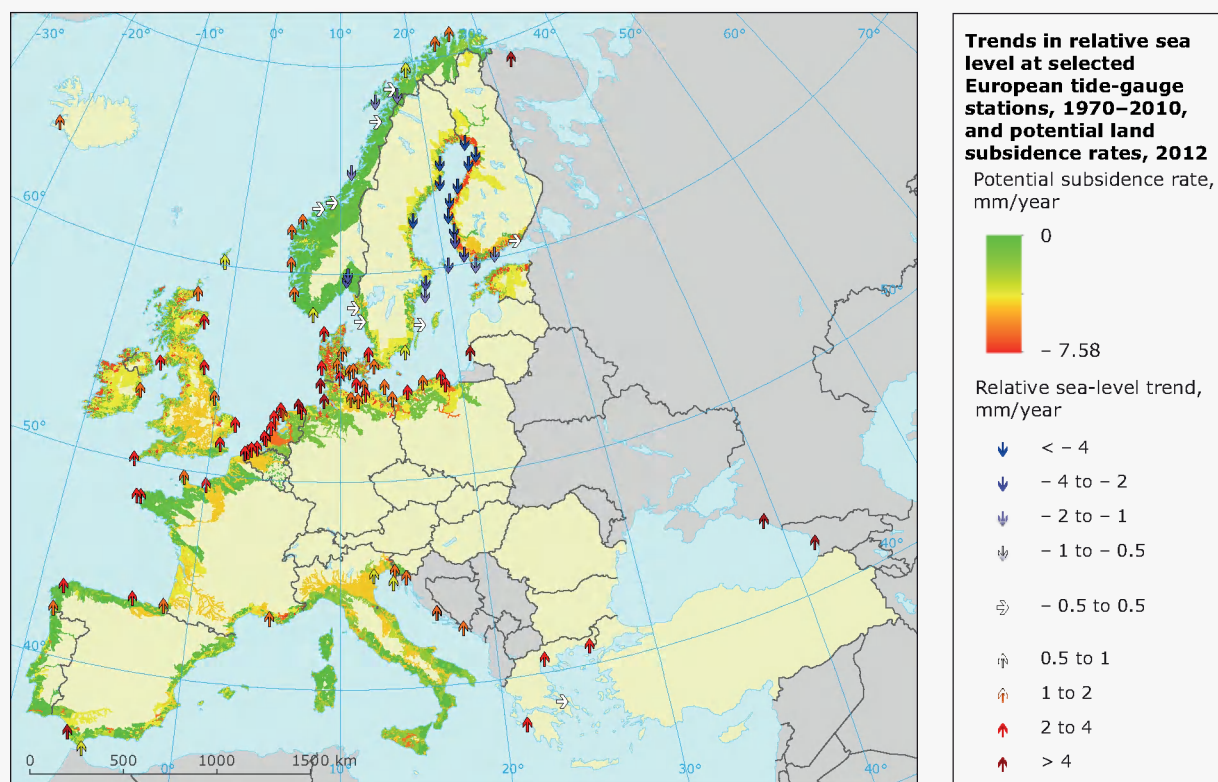 -30°
-20°
-10°
0°
10°
20°
30°
40°
50°
60°
70°
60°
60°
50°
50°
40°
40°
0°
10°
20°
30°
40°
0
500
1000
1500 km
Trends in relative sea
level at selected
European tide-gauge
stations, 1970–2010,
and potential land
subsidence rates, 2012
Potential subsidence rate,
mm/year
0
– 7.58
Relative sea-level trend,
mm/year
< – 4
– 4 to – 2
– 2 to – 1
– 1 to – 0.5
– 0.5 to 0.5
0.5 to 1
1 to 2
2 to 4
> 4